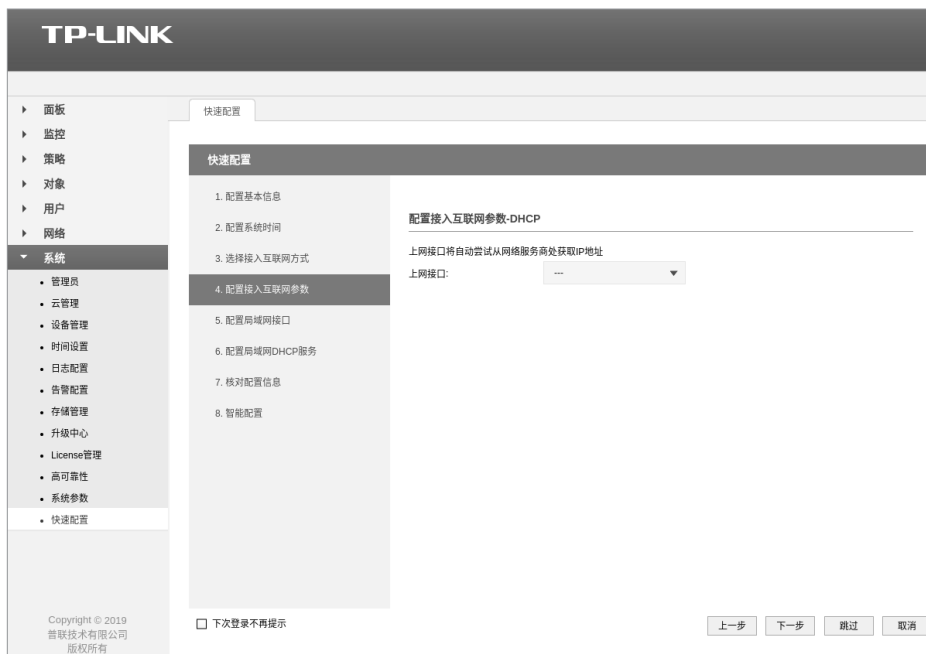 TP-LINK
面板
监控
策略
对象
用户
网络
系统
管理员
云管理
设备管理
时间设置
日志配置
告警配置
存储管理
升级中心
License管理
高可靠性
系统参数
快速配置
Copyright © 2019
普联技术有限公司
版权所有
快速配置
快速配置
1. 配置基本信息
2. 配置系统时间
3. 选择接入互联网方式
4. 配置接入互联网参数
5. 配置局域网接口
6. 配置局域网DHCP服务
7. 核对配置信息
8. 智能配置
配置接入互联网参数-DHCP
上网接口将自动尝试从网络服务商处获取IP地址
上网接口: ---
下次登录不再提示
上一步 下一步 跳过 取消